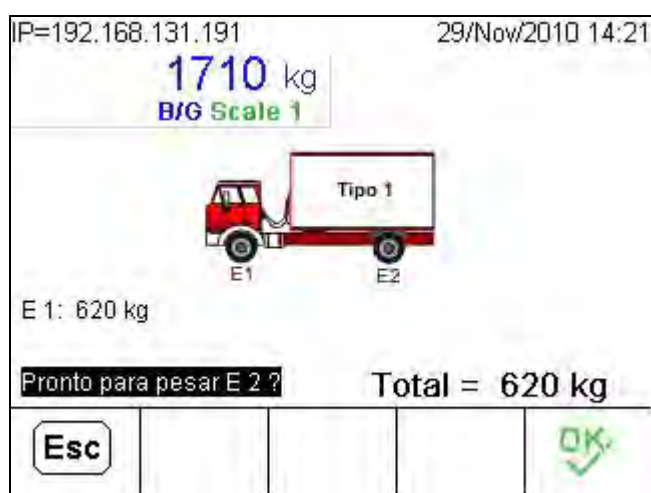 IP=192.168.131.191 29/Nov/2010 14:21
1710 kg
B/G Scale 1
Tipo 1
E1 E2
E 1: 620 kg
Pronto para pesar E 2 ? Total = 620 kg
Esc OK